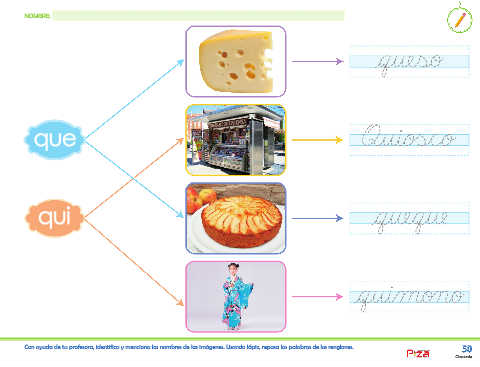 NOMBRE:
queso
que
Quiosco
qui
queque
quimono
Con ayuda de tu profesora, identifica y menciona los nombres de las imágenes. Usando lápiz, repasa las palabras de los renglones.
50